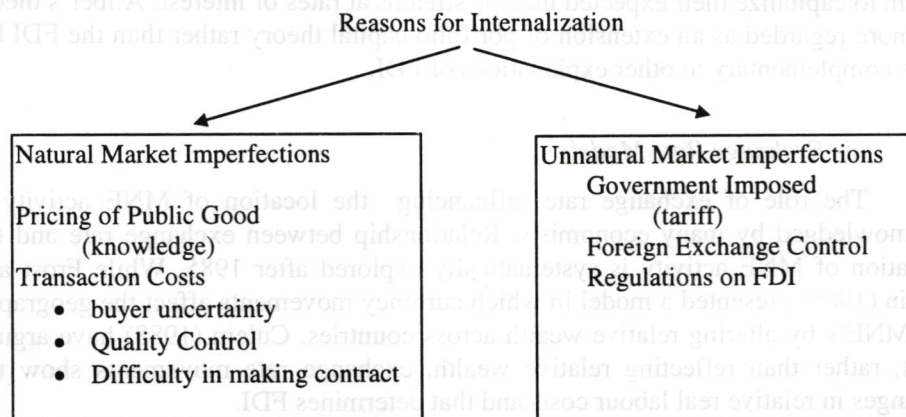 Reasons for Internalization
Natural Market Imperfections
Pricing of Public Good
(knowledge)
Transaction Costs
• buyer uncertainty
• Quality Control
• Difficulty in making contract
Unnatural Market Imperfections
Government Imposed
(tariff)
Foreign Exchange Control
Regulations on FDI